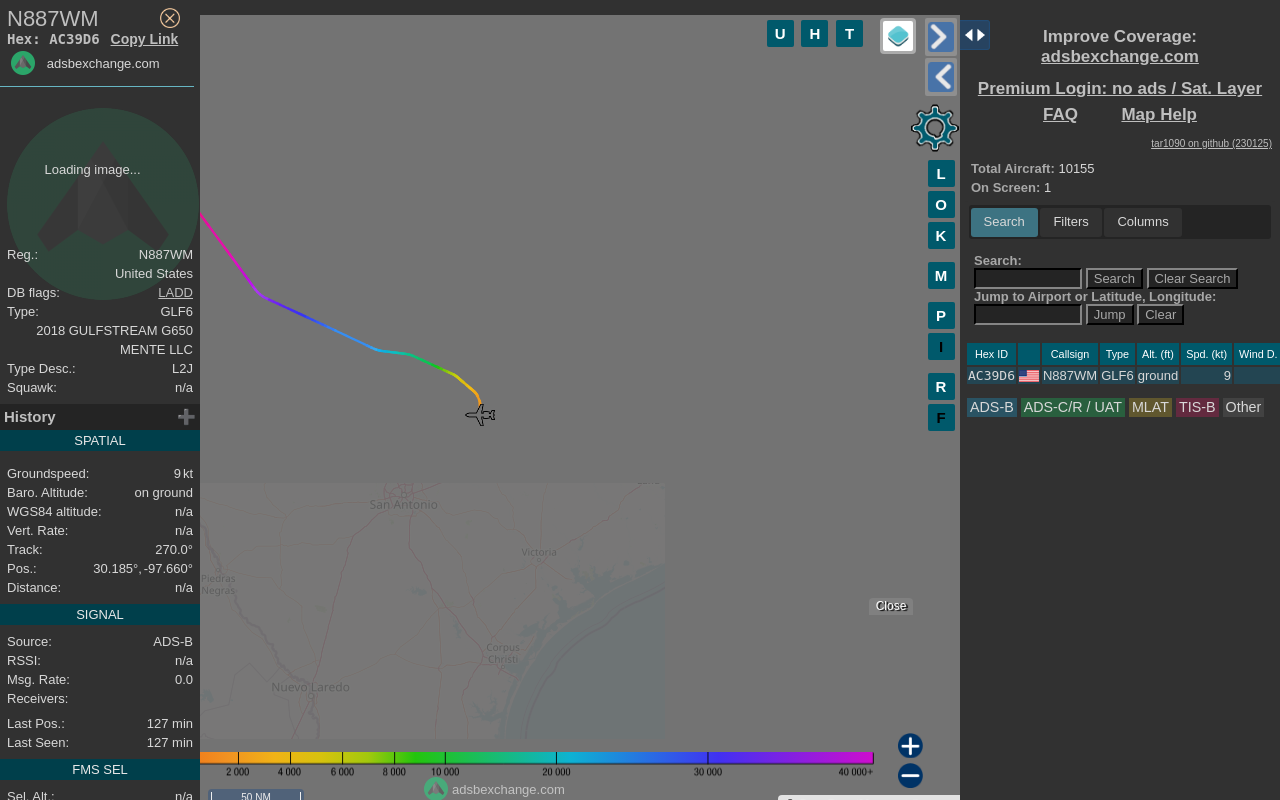 N887WM
Hex: AC39D6 Copy Link
adsbexchange.com
Loading image...
Reg.: N887WM
United States
DB flags: LADD
Type: GLF6
2018 GULFSTREAM G650
MENTE LLC
Type Desc.: L2J
Squawk: n/a
History
SPATIAL
Groundspeed: 9 kt
Baro. Altitude: on ground
WGS84 altitude: n/a
Vert. Rate: n/a
Track: 270.0°
Pos.: 30.185°, -97.660°
Distance: n/a
SIGNAL
Source: ADS-B
RSSI: n/a
Msg. Rate: 0.0
Receivers:
Last Pos.: 127 min
Last Seen: 127 min
FMS SEL
Sel. Alt.: n/a
U H T
L
O
K
M
P
I
R
F
San Antonio
Victoria
Piedras
Negras
Corpus
Christi
Nuevo Laredo
Close
2 000 4 000 6 000 8 000 10 000 20 000 30 000 40 000+
adsbexchange.com
50 NM
Improve Coverage:
adsbexchange.com
Premium Login: no ads / Sat. Layer
FAQ Map Help
tar1090 on github (230125)
Total Aircraft: 10155
On Screen: 1
Search Filters Columns
Search:
Search Clear Search
Jump to Airport or Latitude, Longitude:
Jump Clear
Hex ID Callsign Type Alt. (ft) Spd. (kt) Wind D.
AC39D6 N887WM GLF6 ground 9
ADS-B ADS-C/R / UAT MLAT TIS-B Other